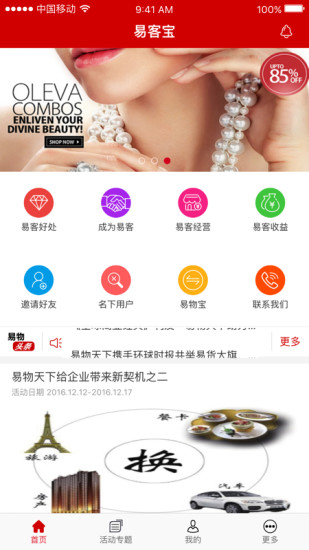 中国移动 9:41 AM 100%
易客宝
UPTO
85%
OFF
OLEVA
COMBOS
ENLIVEN YOUR
DIVINE BEAUTY!
SHOP NOW
易客好处 成为易客 易客经营 易客收益
邀请好友 名下用户 易物宝 联系我们
易物
头条
易物天下携手环球时报共举易货大旗
更多
易物天下给企业带来新契机之二
活动日期 2016.12.12-2016.12.17
餐卡
旅游
换
房产
汽车
首页 活动专题 我的 更多